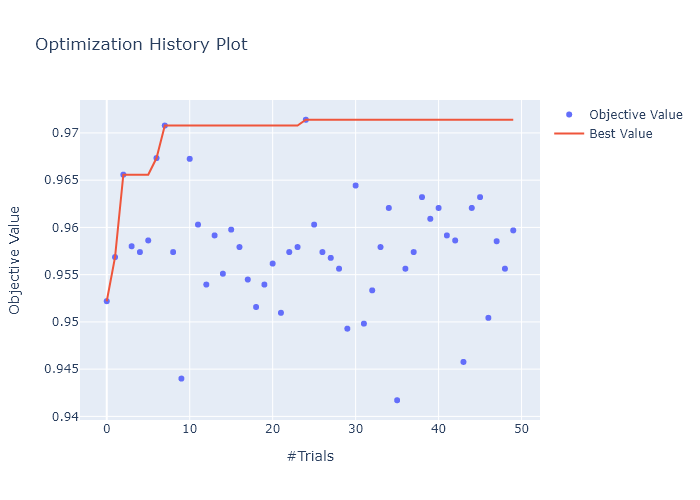 Optimization History Plot
Objective Value
Best Value
0.97
0.965
0.96
0.955
0.95
0.945
0.94
Objective Value
0
10
20
30
40
50
#Trials